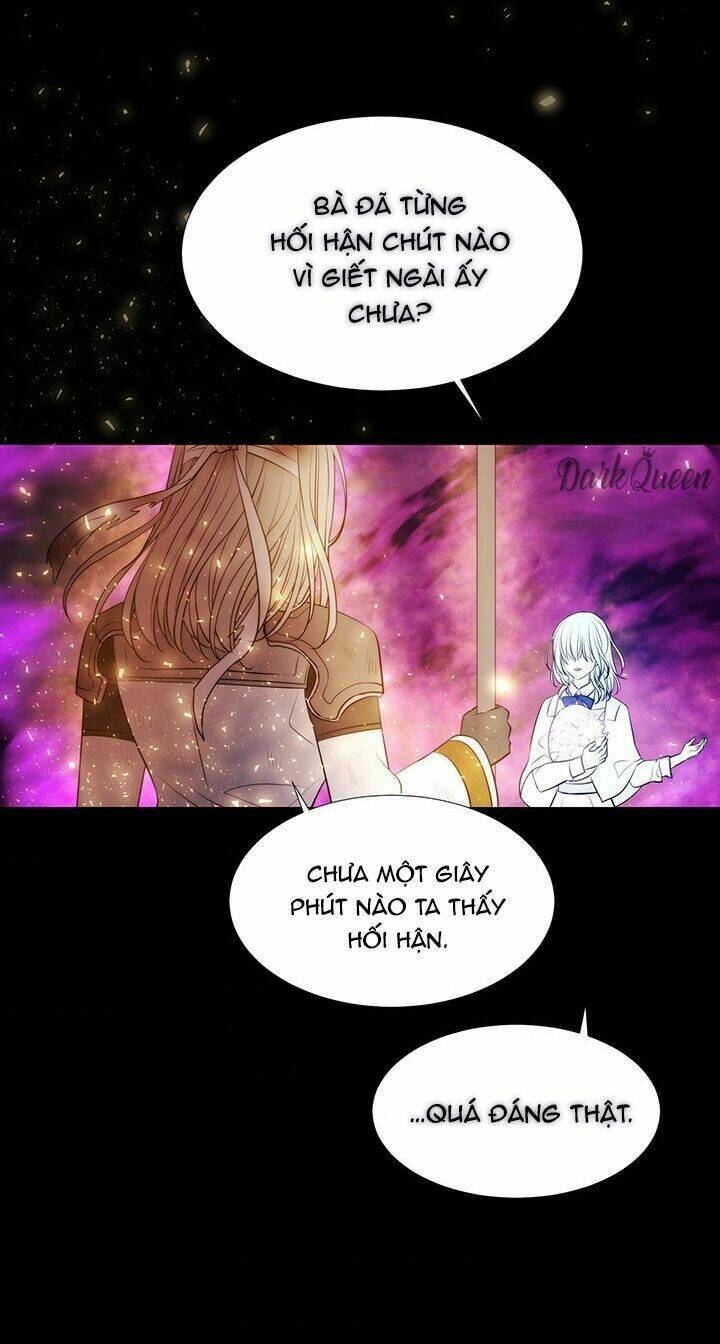 BÀ ĐÃ TỪNG
HỐI HẬN CHÚT NÀO
VÌ GIẾT NGÀI ẤY
CHƯA?
DarkQueen
CHƯA MỘT GIÂY
PHÚT NÀO TA THẤY
HỐI HẬN.
...QUÁ ĐÁNG THẬT.